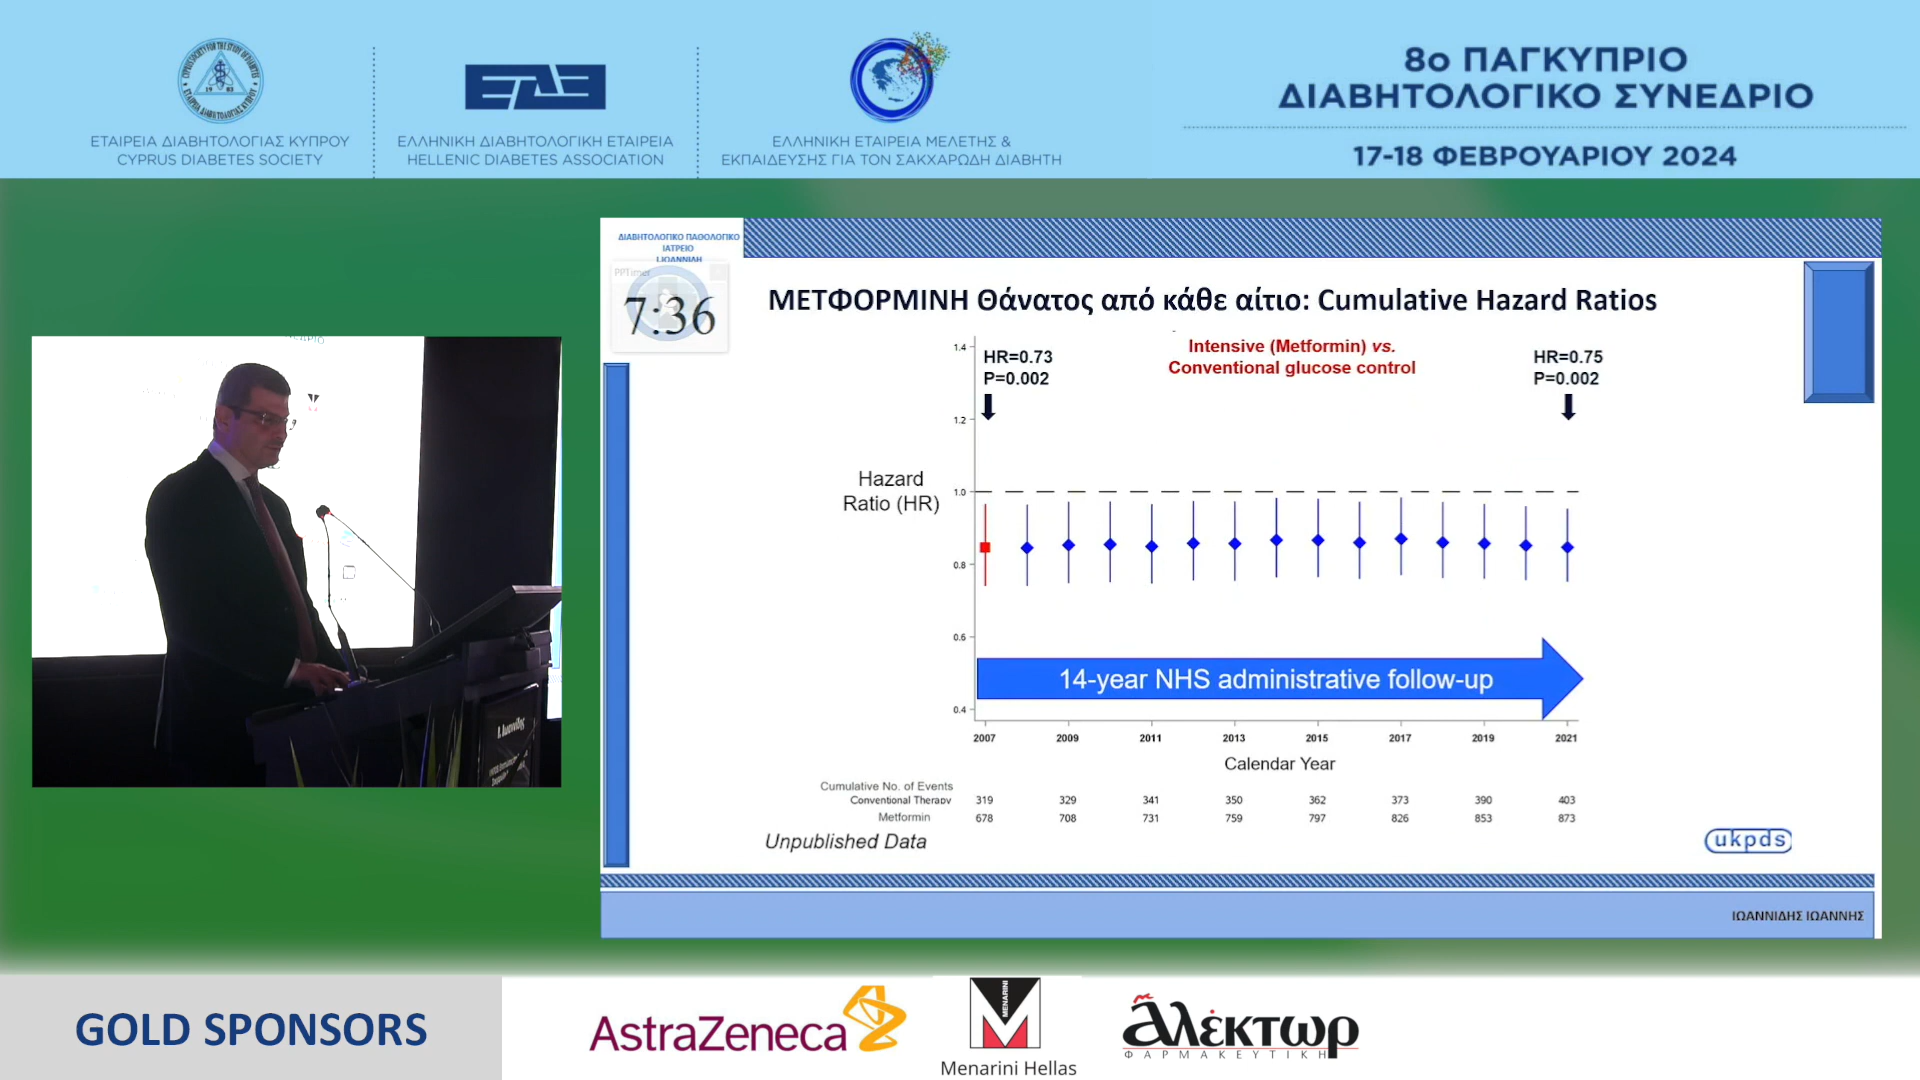 ΕΤΑΙΡΕΙΑ ΔΙΑΒΗΤΟΛΟΓΙΑΣ ΚΥΠΡΟΥ
CYPRUS DIABETES SOCIETY
ΕΛΛΗΝΙΚΗ ΔΙΑΒΗΤΟΛΟΓΙΚΗ ΕΤΑΙΡΕΙΑ
HELLENIC DIABETES ASSOCIATION
ΕΛΛΗΝΙΚΗ ΕΤΑΙΡΕΙΑ ΜΕΛΕΤΗΣ &
ΕΚΠΑΙΔΕΥΣΗΣ ΓΙΑ ΤΟΝ ΣΑΚΧΑΡΩΔΗ ΔΙΑΒΗΤΗ
8ο ΠΑΓΚΥΠΡΙΟ
ΔΙΑΒΗΤΟΛΟΓΙΚΟ ΣΥΝΕΔΡΙΟ
17-18 ΦΕΒΡΟΥΑΡΙΟΥ 2024
ΔΙΑΒΗΤΟΛΟΓΙΚΟ ΠΑΘΟΛΟΓΙΚΟ
ΙΑΤΡΕΙΟ
Ι.ΙΩΑΝΝΙΔΗ
PPTimer
7:36
ΜΕΤΦΟΡΜΙΝΗ Θάνατος από κάθε αίτιο: Cumulative Hazard Ratios
Intensive (Metformin) vs.
Conventional glucose control
HR=0.73
P=0.002
HR=0.75
P=0.002
Hazard
Ratio (HR)
1.4
1.2
1.0
0.8
0.6
0.4
14-year NHS administrative follow-up
2007 2009 2011 2013 2015 2017 2019 2021
Calendar Year
Cumulative No. of Events
Conventional Therapy 319 329 341 350 362 373 390 403
Metformin 678 708 731 759 797 826 853 873
Unpublished Data
ukpds
ΙΩΑΝΝΙΔΗΣ ΙΩΑΝΝΗΣ
GOLD SPONSORS
AstraZeneca
MENARINI
Menarini Hellas
ἀλέκτωρ
ΦΑΡΜΑΚΕΥΤΙΚΗ